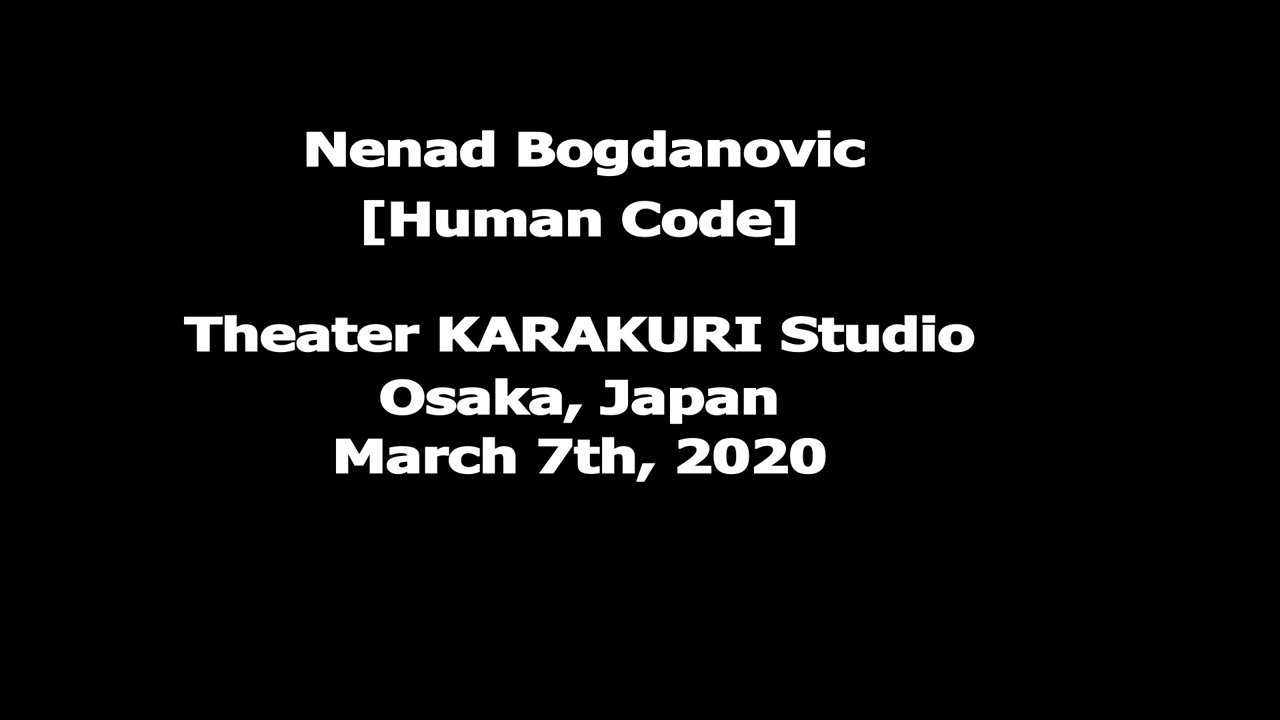 Nenad Bogdanovic
[Human Code]
Theater KARAKURI Studio
Osaka, Japan
March 7th, 2020